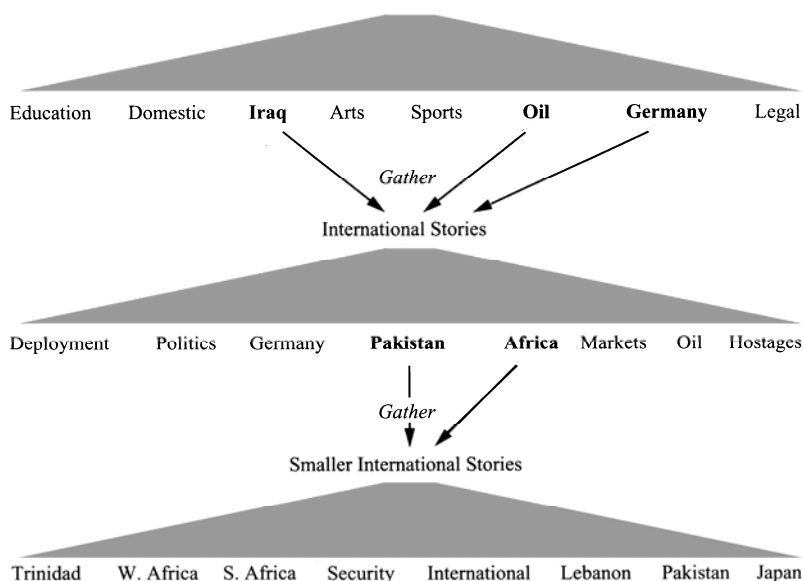 Education Domestic Iraq Arts Sports Oil Germany Legal
Gather
International Stories
Deployment Politics Germany Pakistan Africa Markets Oil Hostages
Gather
Smaller International Stories
Trinidad W. Africa S. Africa Security International Lebanon Pakistan Japan